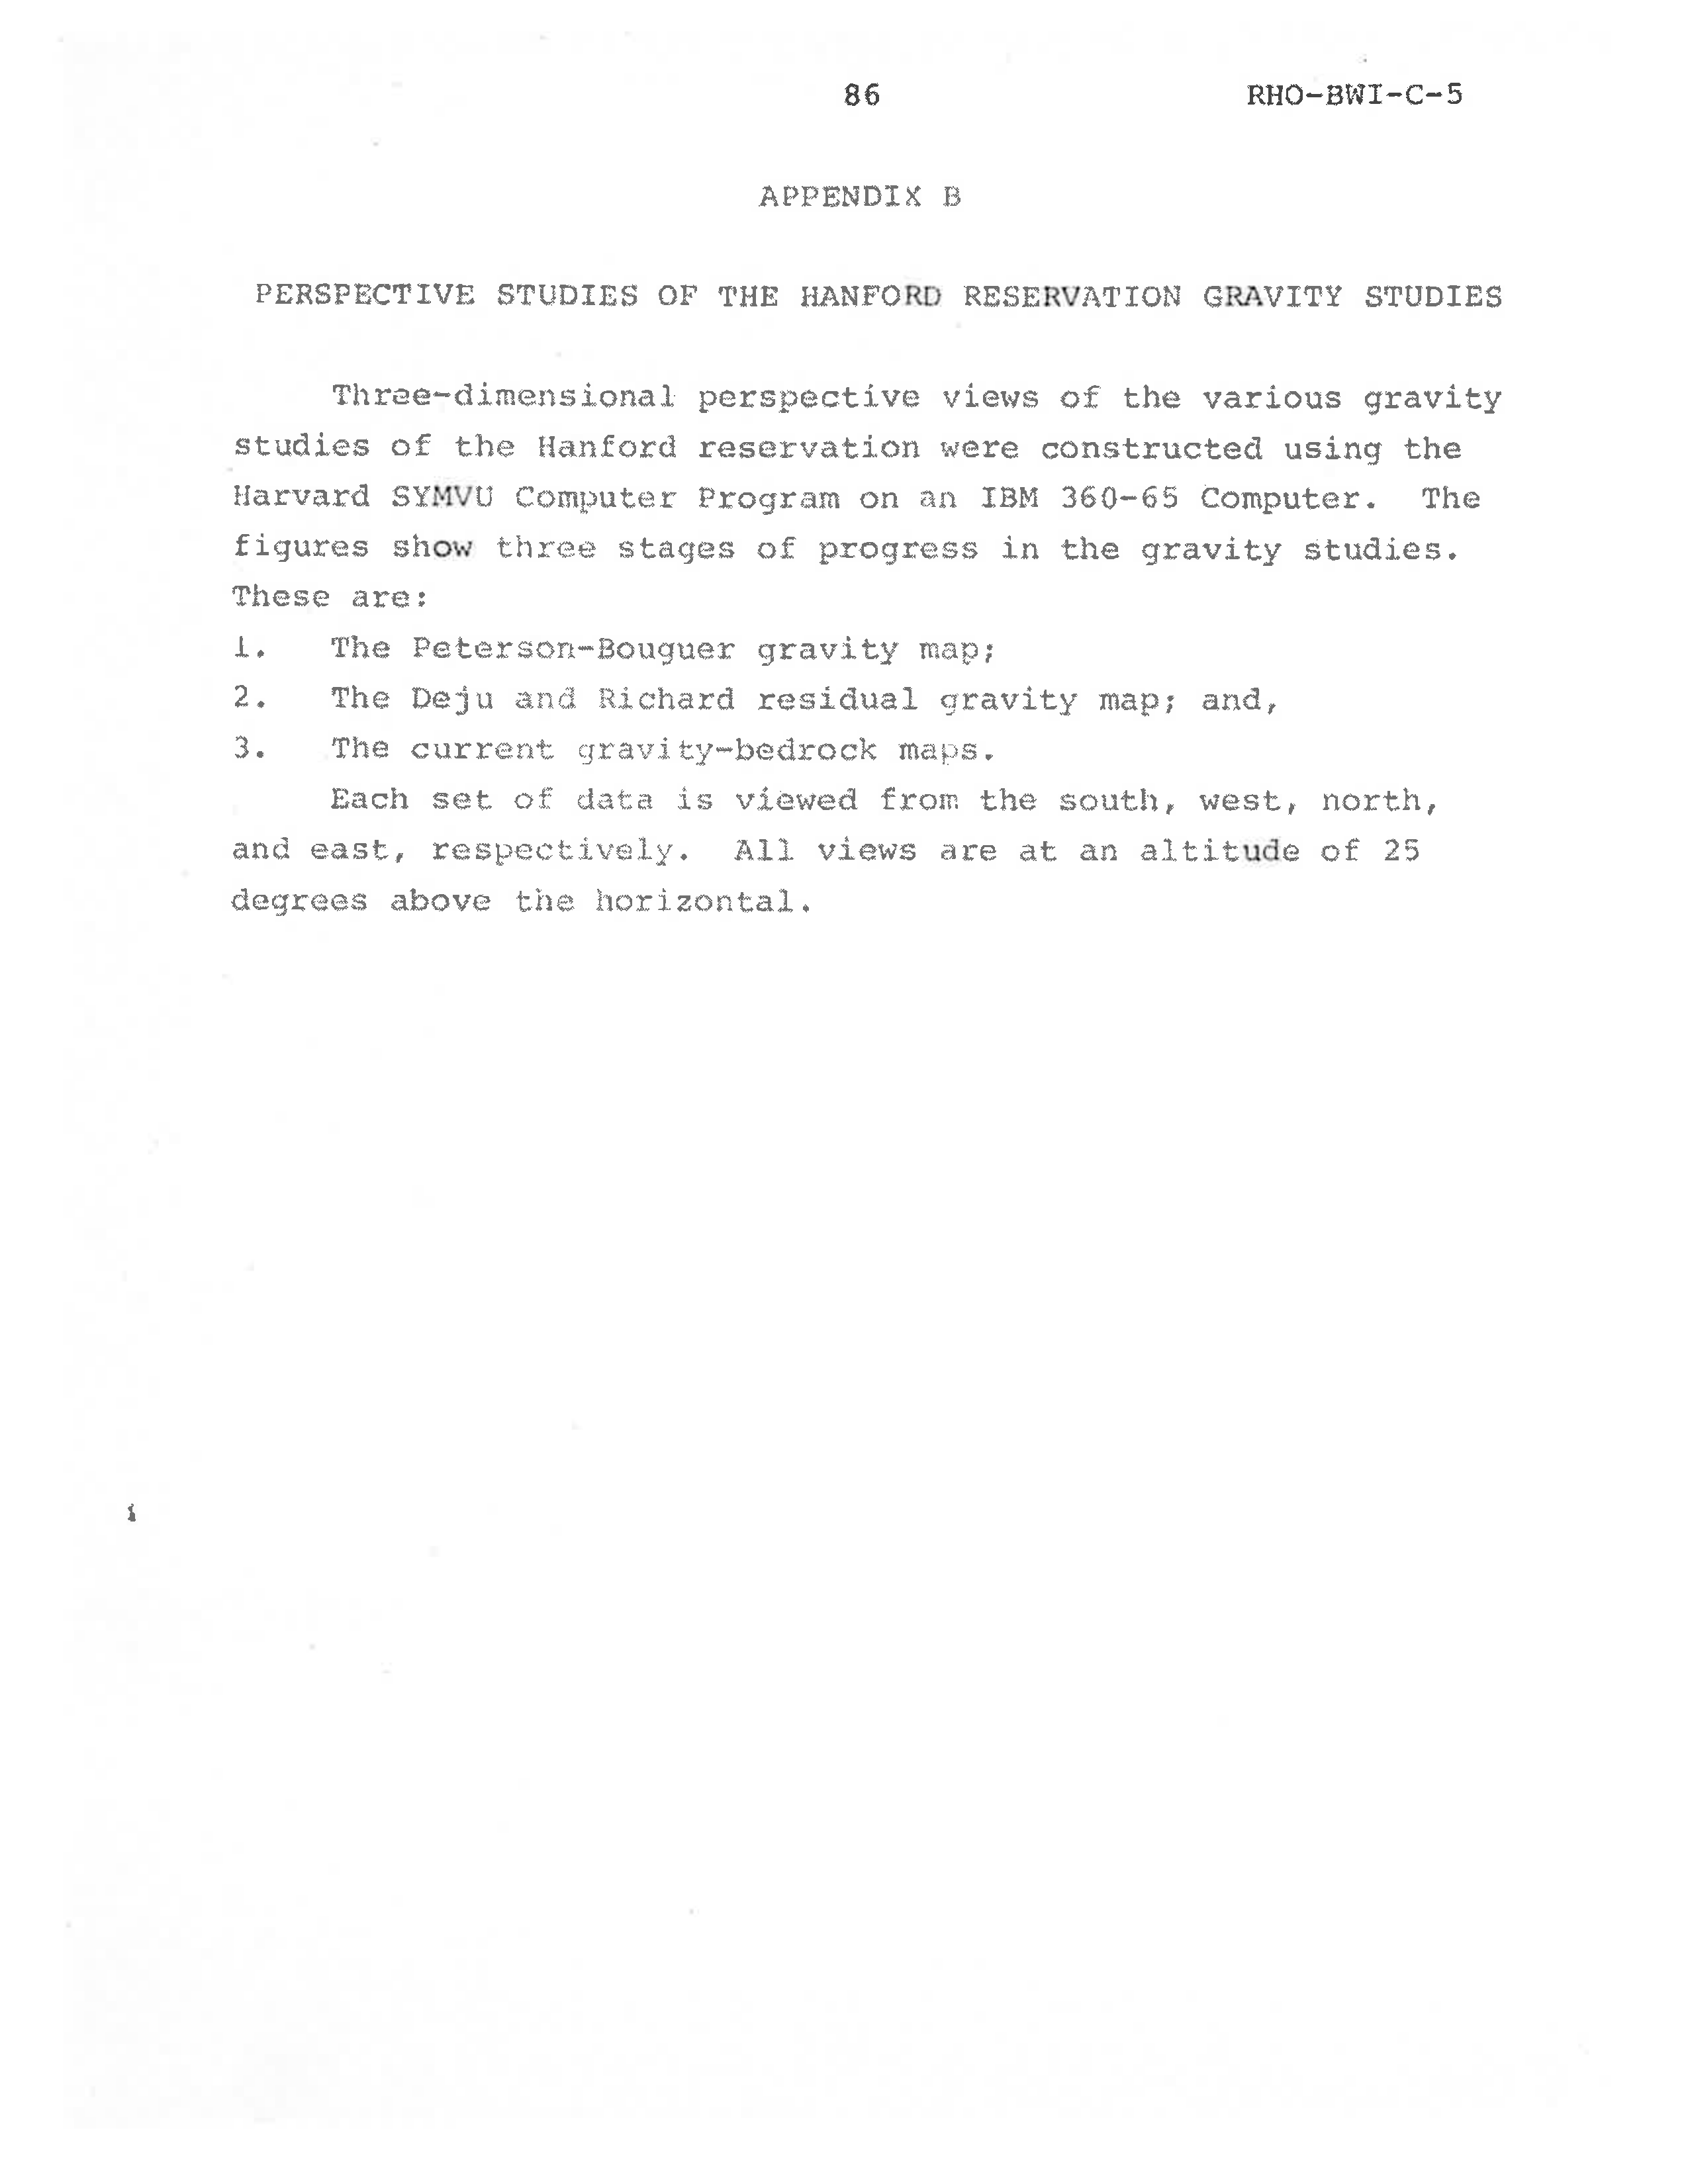 86 RHO-BWI-C-5
APPENDIX B
PERSPECTIVE STUDIES OF THE HANFORD RESERVATION GRAVITY STUDIES
Three-dimensional perspective views of the various gravity
studies of the Hanford reservation were constructed using the
Harvard SYMVU Computer Program on an IBM 360-65 Computer. The
figures show three stages of progress in the gravity studies.
These are:
1. The Peterson-Bouguer gravity map;
2. The Deju and Richard residual gravity map; and,
3. The current gravity-bedrock maps.
Each set of data is viewed from the south, west, north,
and east, respectively. All views are at an altitude of 25
degrees above the horizontal.